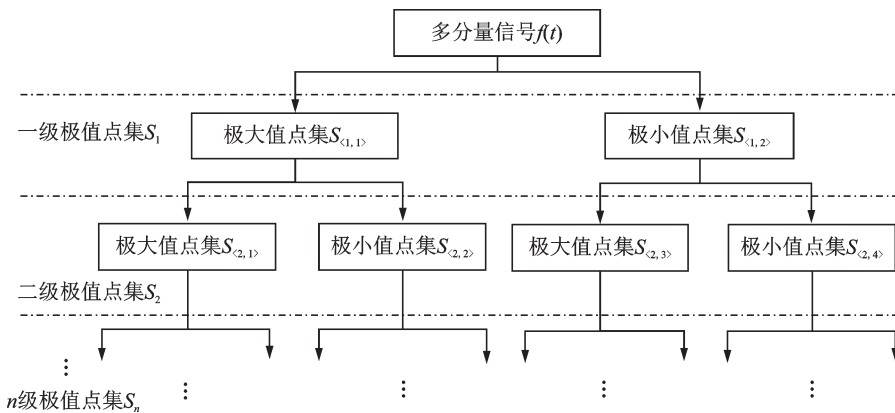 多分量信号f(t)
一级极值点集S1
极大值点集S〈1, 1〉
极小值点集S〈1, 2〉
极大值点集S〈2, 1〉
极小值点集S〈2, 2〉
极大值点集S〈2, 3〉
极小值点集S〈2, 4〉
二级极值点集S2
n级极值点集Sn